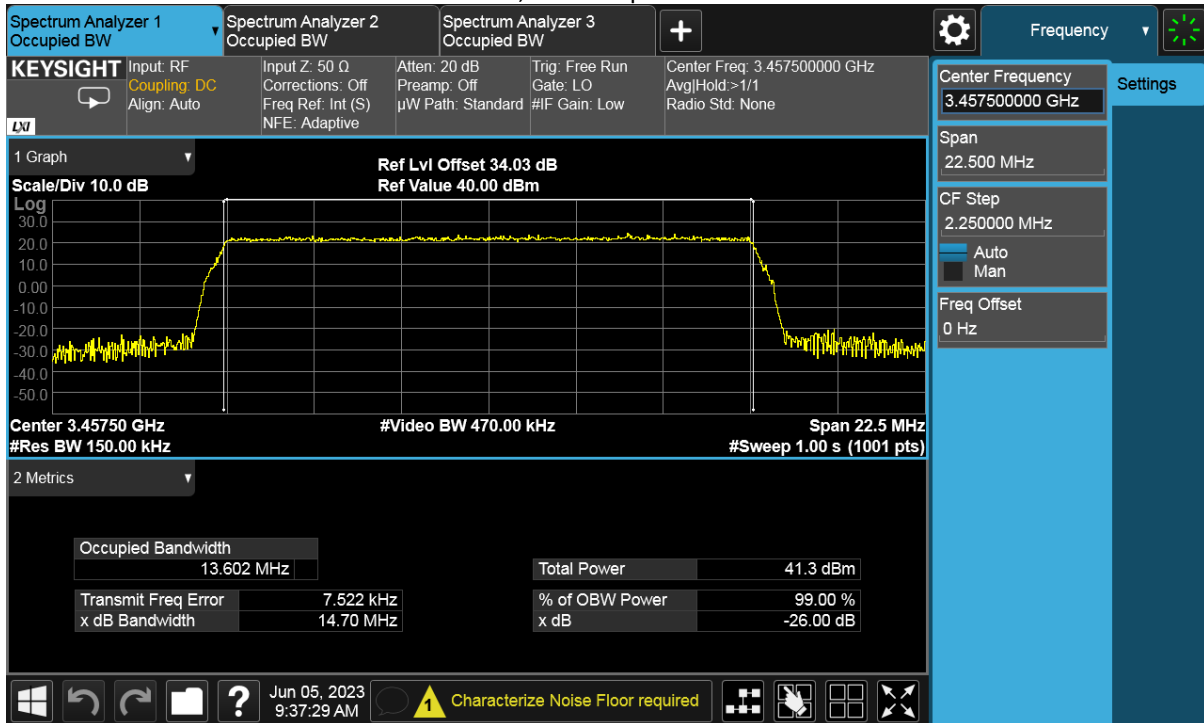 Spectrum Analyzer 1
Occupied BW
Spectrum Analyzer 2
Occupied BW
Spectrum Analyzer 3
Occupied BW
+
Frequency
KEYSIGHT
LXI
Input: RF
Coupling: DC
Align: Auto
Input Z: 50 Ω
Corrections: Off
Freq Ref: Int (S)
NFE: Adaptive
Atten: 20 dB
Preamp: Off
µW Path: Standard
Trig: Free Run
Gate: LO
#IF Gain: Low
Center Freq: 3.457500000 GHz
Avg|Hold:>1/1
Radio Std: None
1 Graph
Scale/Div 10.0 dB
Ref Lvl Offset 34.03 dB
Ref Value 40.00 dBm
Log
30.0
20.0
10.0
0.00
-10.0
-20.0
-30.0
-40.0
-50.0
Center 3.45750 GHz
#Res BW 150.00 kHz
#Video BW 470.00 kHz
Span 22.5 MHz
#Sweep 1.00 s (1001 pts)
2 Metrics
Occupied Bandwidth
13.602 MHz
Total Power 41.3 dBm
Transmit Freq Error 7.522 kHz
% of OBW Power 99.00 %
x dB Bandwidth 14.70 MHz
x dB -26.00 dB
?
Jun 05, 2023
9:37:29 AM
1
Characterize Noise Floor required
Center Frequency
3.457500000 GHz
Settings
Span
22.500 MHz
CF Step
2.250000 MHz
Auto
Man
Freq Offset
0 Hz